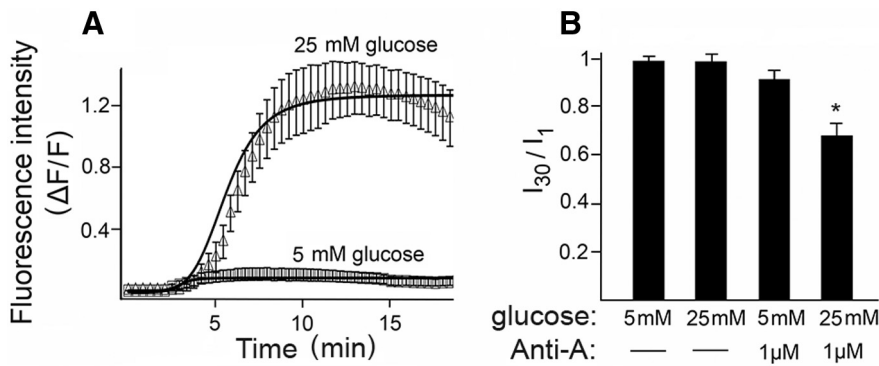 A
25 mM glucose
1.2
0.8
0.4
5 mM glucose
5
10
15
Time (min)
Fluorescence intensity
(ΔF/F)
B
1
0.8
0.6
0.4
0.2
I30 / I1
*
glucose: 5mM 25mM 5mM 25mM
Anti-A: — — 1µM 1µM